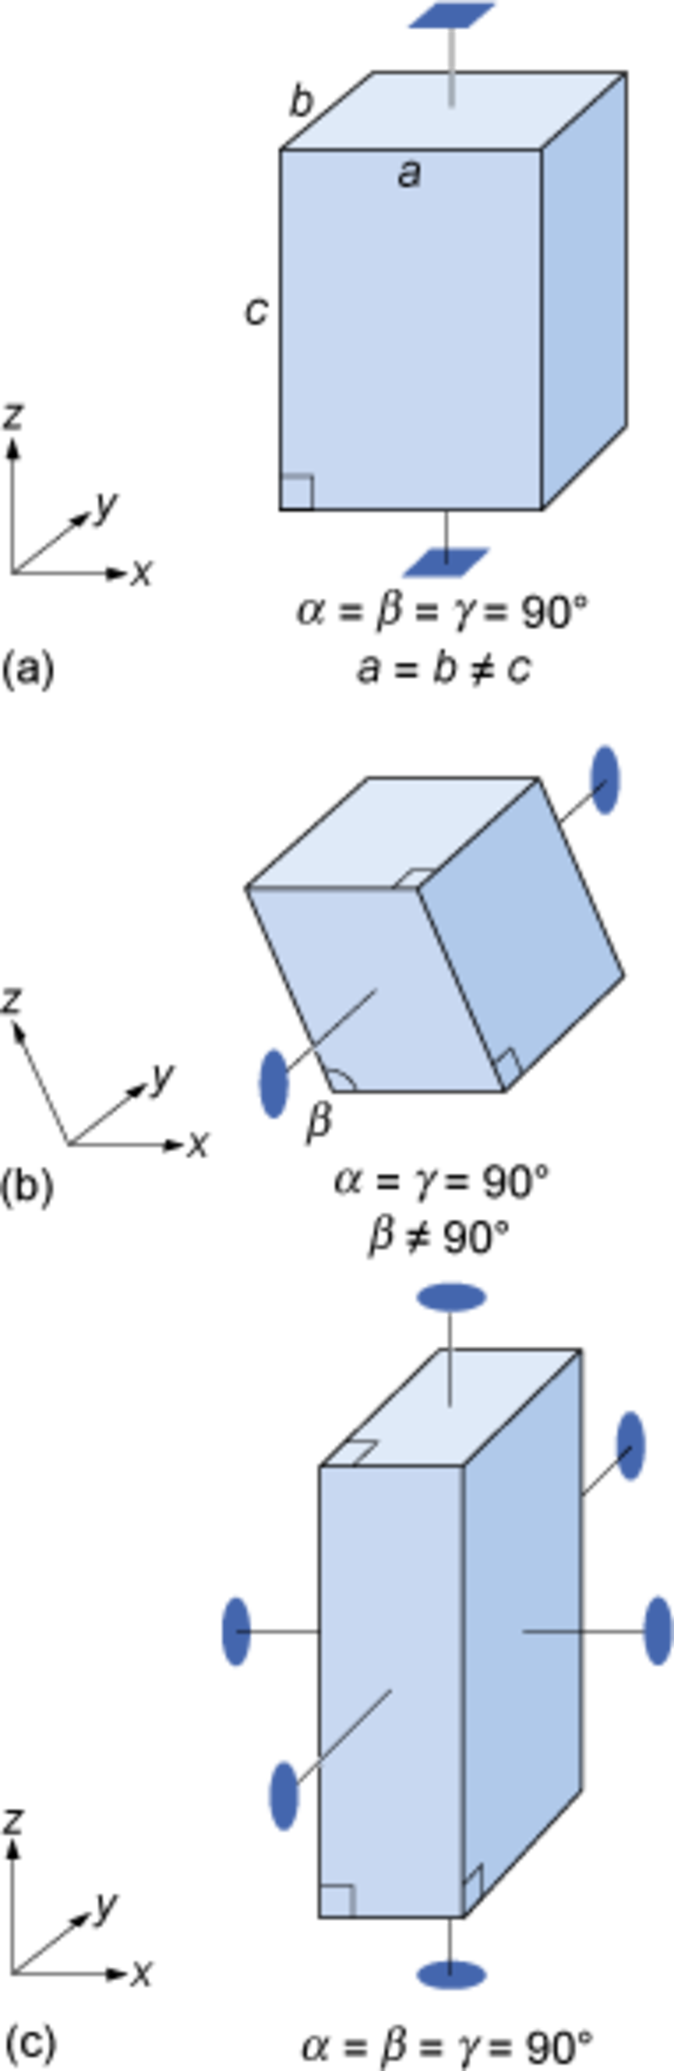 b
a
c
z
y
x
α = β = γ = 90°
(a)
a = b ≠ c
z
y
x
β
(b)
α = γ = 90°
β ≠ 90°
z
y
x
(c)
α = β = γ = 90°